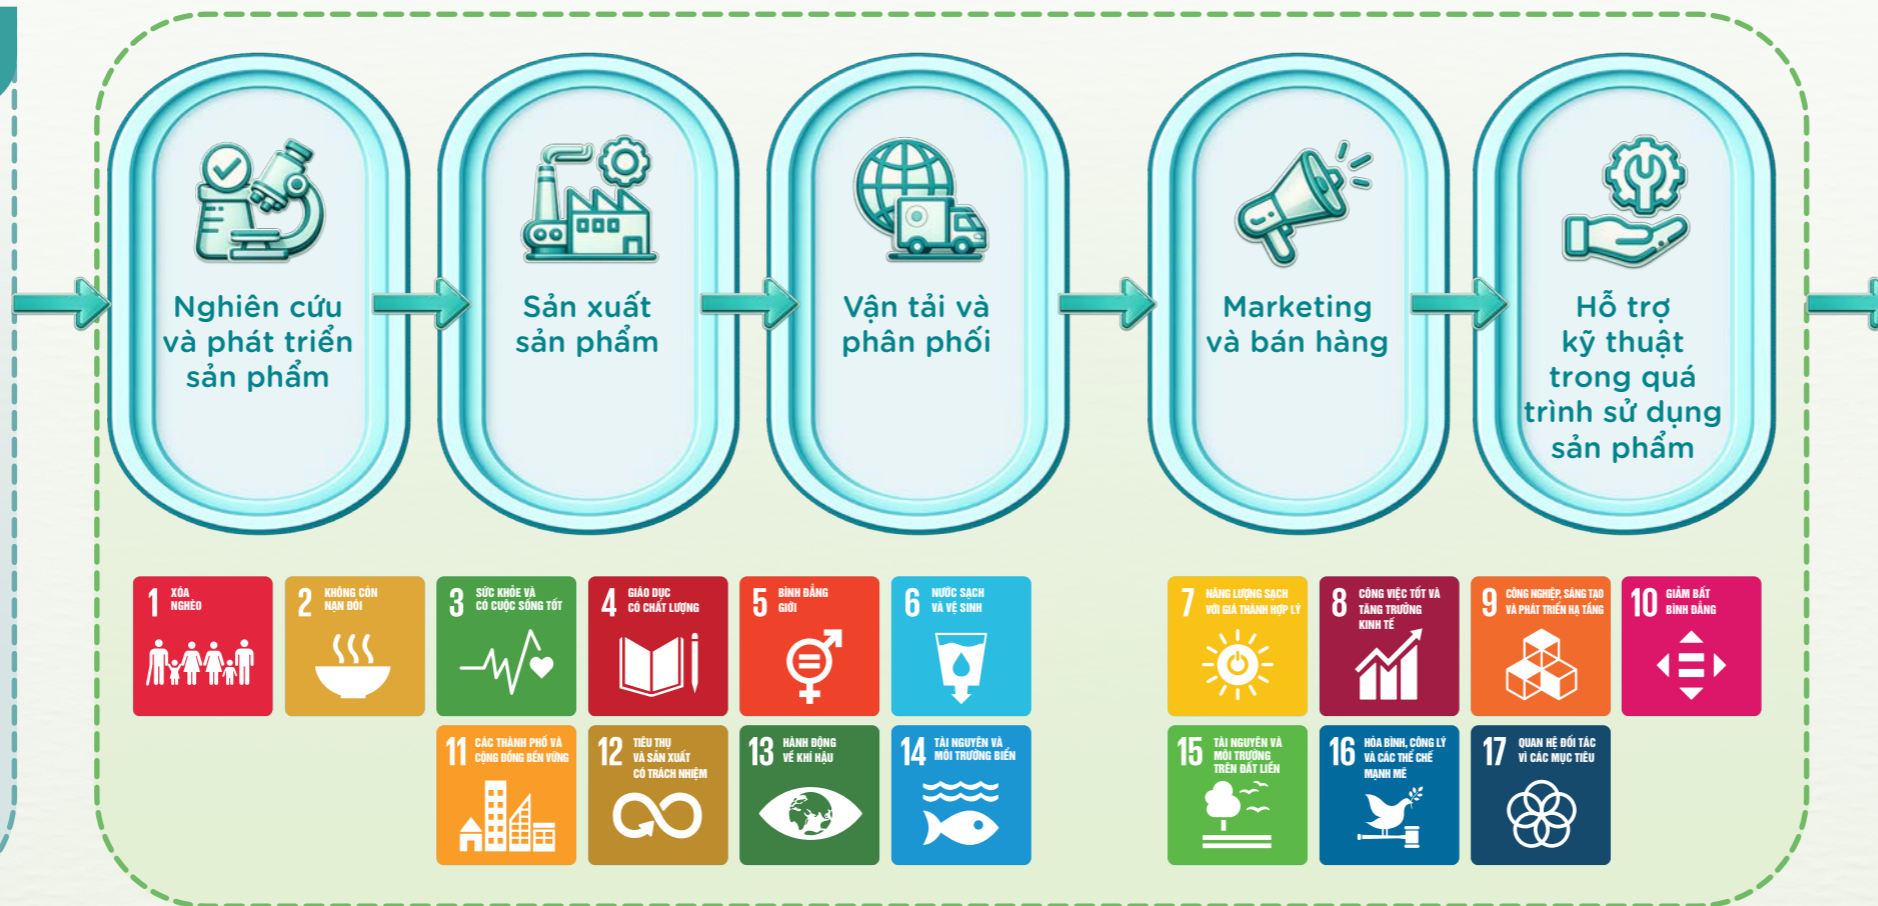 Nghiên cứu
và phát triển
sản phẩm
Sản xuất
sản phẩm
Vận tải và
phân phối
Marketing
và bán hàng
Hỗ trợ
kỹ thuật
trong quá
trình sử dụng
sản phẩm
1 XÓA
NGHÈO
2 KHÔNG CÒN
NẠN ĐÓI
3 SỨC KHỎE VÀ
CÓ CUỘC SỐNG TỐT
4 GIÁO DỤC
CÓ CHẤT LƯỢNG
5 BÌNH ĐẲNG
GIỚI
6 NƯỚC SẠCH
VÀ VỆ SINH
7 NĂNG LƯỢNG SẠCH
VỚI GIÁ THÀNH HỢP LÝ
8 CÔNG VIỆC TỐT VÀ
TĂNG TRƯỞNG
KINH TẾ
9 CÔNG NGHIỆP, SÁNG TẠO
VÀ PHÁT TRIỂN HẠ TẦNG
10 GIẢM BẤT
BÌNH ĐẲNG
11 CÁC THÀNH PHỐ VÀ
CỘNG ĐỒNG BỀN VỮNG
12 TIÊU THỤ
VÀ SẢN XUẤT
CÓ TRÁCH NHIỆM
13 HÀNH ĐỘNG
VỀ KHÍ HẬU
14 TÀI NGUYÊN VÀ
MÔI TRƯỜNG BIỂN
15 TÀI NGUYÊN VÀ
MÔI TRƯỜNG
TRÊN ĐẤT LIỀN
16 HÒA BÌNH, CÔNG LÝ
VÀ CÁC THỂ CHẾ
MẠNH MẼ
17 QUAN HỆ ĐỐI TÁC
VÌ CÁC MỤC TIÊU